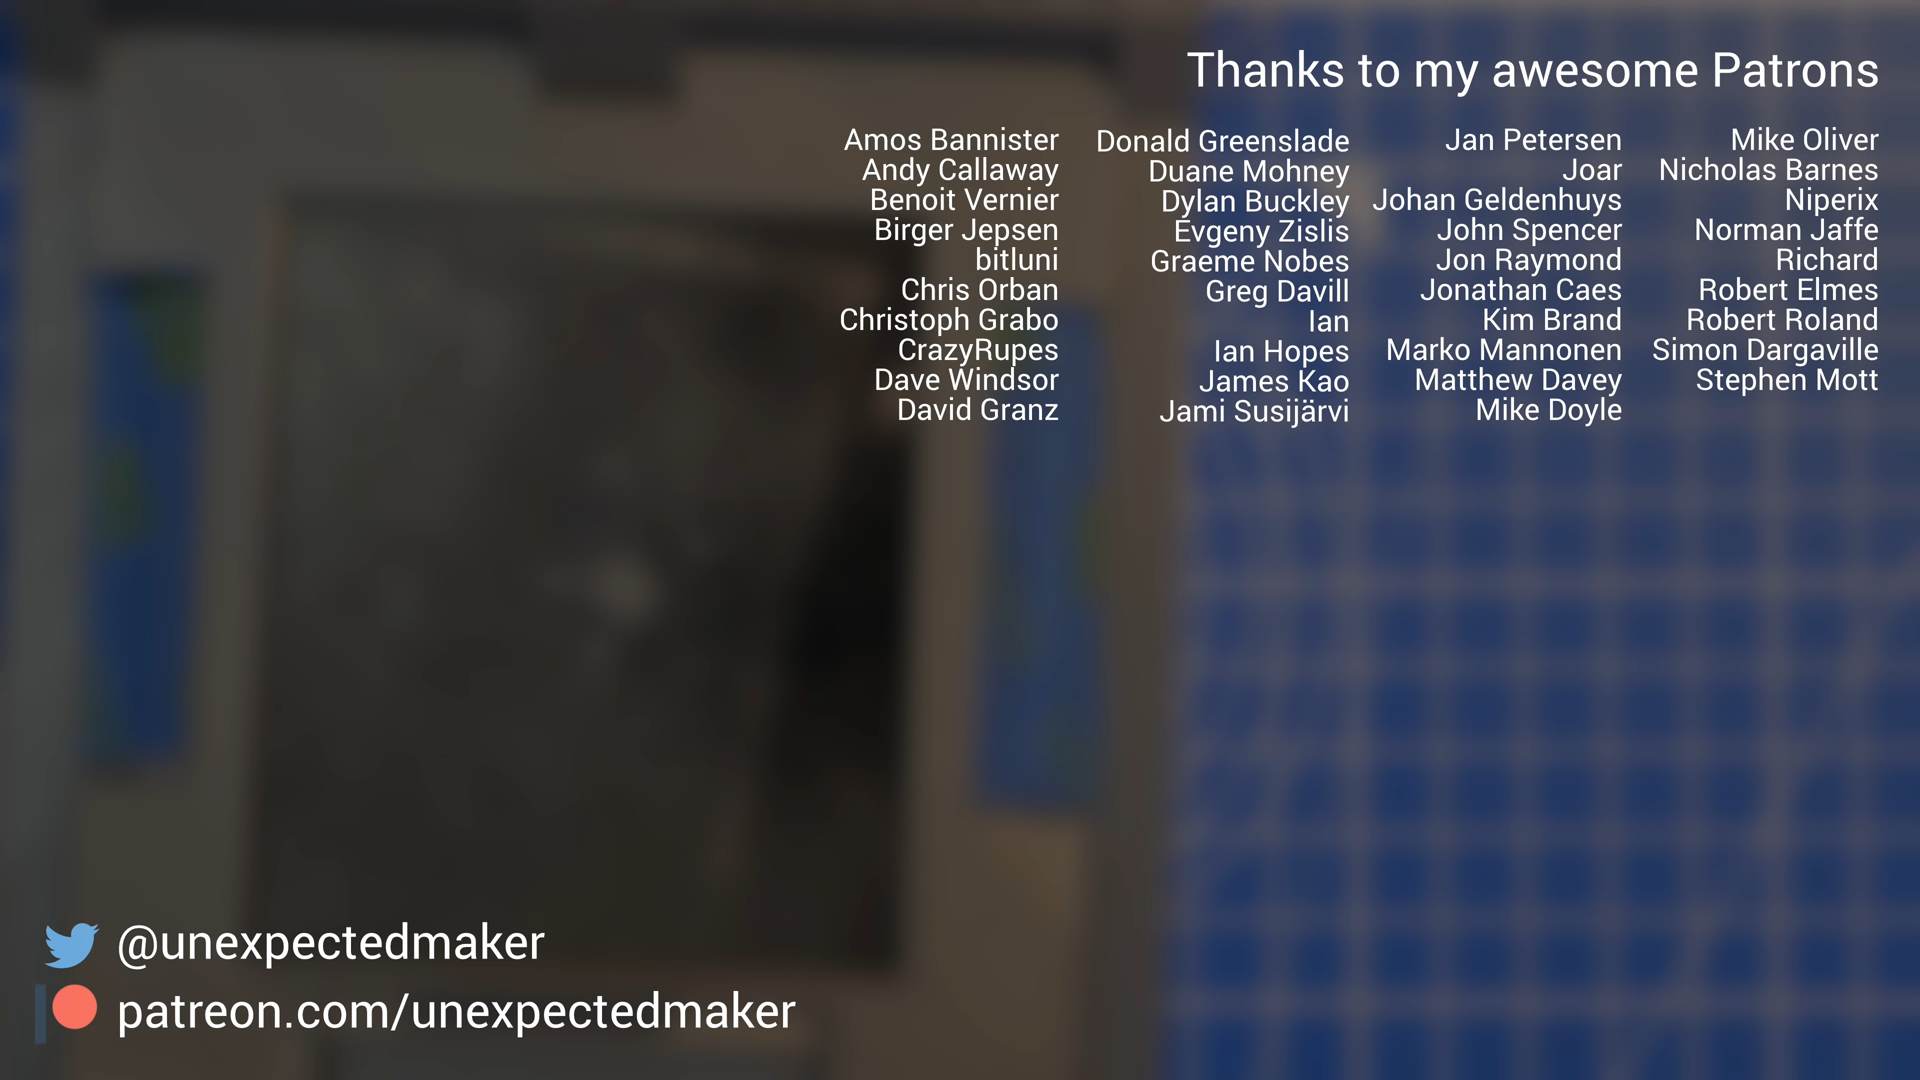 Thanks to my awesome Patrons
Amos Bannister
Andy Callaway
Benoit Vernier
Birger Jepsen
bitluni
Chris Orban
Christoph Grabo
CrazyRupes
Dave Windsor
David Granz
Donald Greenslade
Duane Mohney
Dylan Buckley
Evgeny Zislis
Graeme Nobes
Greg Davill
Ian
Ian Hopes
James Kao
Jami Susijärvi
Jan Petersen
Joar
Johan Geldenhuys
John Spencer
Jon Raymond
Jonathan Caes
Kim Brand
Marko Mannonen
Matthew Davey
Mike Doyle
Mike Oliver
Nicholas Barnes
Niperix
Norman Jaffe
Richard
Robert Elmes
Robert Roland
Simon Dargaville
Stephen Mott
@unexpectedmaker
patreon.com/unexpectedmaker